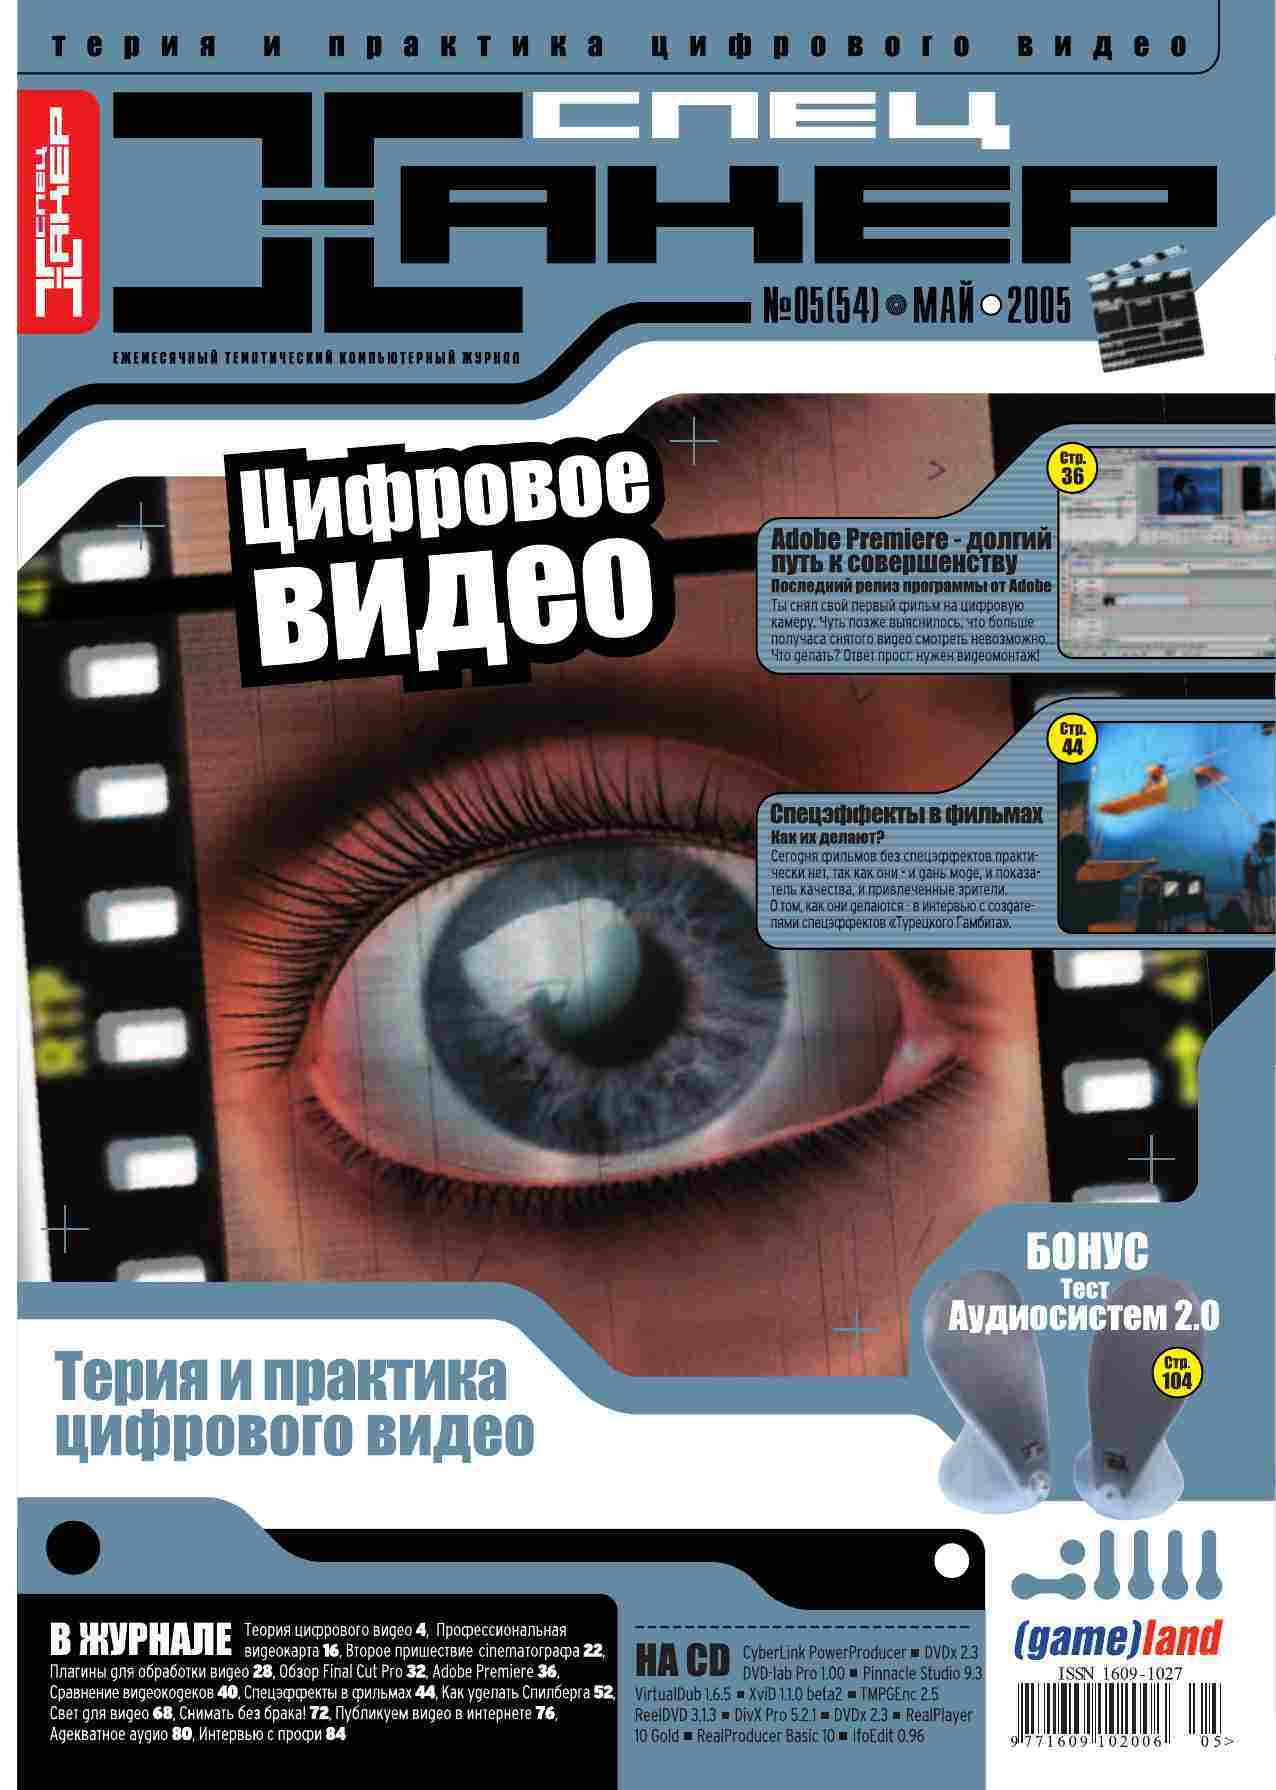 терия и практика цифрового видео
СПЕЦ
ХАКЕР
СПЕЦ
ХАКЕР
№05(54) МАЙ 2005
ЕЖЕМЕСЯЧНЫЙ ТЕМАТИЧЕСКИЙ КОМПЬЮТЕРНЫЙ ЖУРНАЛ
Цифровое
видео
Стр.
36
Adobe Premiere - долгий
путь к совершенству
Последний релиз программы от Adobe
Ты снял свой первый фильм на цифровую
камеру. Чуть позже выяснилось, что больше
получаса снятого видео смотреть невозможно.
Что делать? Ответ прост: нужен видеомонтаж!
Стр.
44
Спецэффекты в фильмах
Как их делают?
Сегодня фильмов без спецэффектов практи-
чески нет, так как они - и дань моде, и показа-
тель качества, и привлеченные зрители.
О том, как они делаются - в интервью с создате-
лями спецэффектов «Турецкого Гамбита».
БОНУС
Тест
Аудиосистем 2.0
Стр.
104
Терия и практика
цифрового видео
В ЖУРНАЛЕ Теория цифрового видео 4, Профессиональная
видеокарта 16, Второе пришествие cinematографа 22,
Плагины для обработки видео 28, Обзор Final Cut Pro 32, Adobe Premiere 36,
Сравнение видеокодеков 40, Спецэффекты в фильмах 44, Как уделать Спилберга 52,
Свет для видео 68, Снимать без брака! 72, Публикуем видео в интернете 76,
Адекватное аудио 80, Интервью с профи 84
НА CD CyberLink PowerProducer ■ DVDx 2.3
DVD-lab Pro 1.00 ■ Pinnacle Studio 9.3
VirtualDub 1.6.5 ■ XviD 1.1.0 beta2 ■ TMPGEnc 2.5
ReelDVD 3.1.3 ■ DivX Pro 5.2.1 ■ DVDx 2.3 ■ RealPlayer
10 Gold ■ RealProducer Basic 10 ■ IfoEdit 0.96
(game)land
ISSN 1609-1027
9 771609 102006 05>